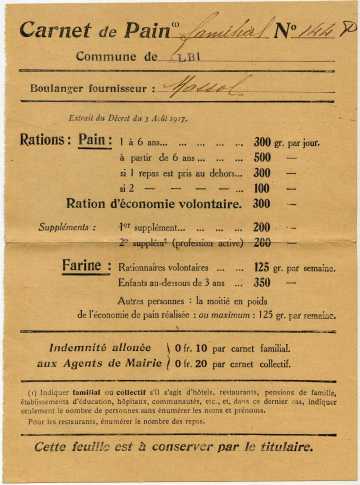 Carnet de Pain (1) familial No 144
Commune de ALBI
Boulanger fournisseur : Massol
Extrait du Décret du 3 Août 1917.
Rations : Pain : 1 à 6 ans... ... ... ... ... 300 gr. par jour.
à partir de 6 ans... ... ... 500 —
si 1 repas est pris au dehors... 300 —
si 2 — — — — 100 —
Ration d'économie volontaire. 300 —
Suppléments : 1er supplément... ... ... ... 200 —
2e supplémt (profession active) 200 —
Farine : Rationnaires volontaires ... ... 125 gr. par semaine.
Enfants au-dessous de 3 ans ... 350 —
Autres personnes : la moitié en poids
de l'économie de pain réalisée : ou maximum : 125 gr. par semaine.
Indemnité allouée 0 fr. 10 par carnet familial.
aux Agents de Mairie 0 fr. 20 par carnet collectif.
(1) Indiquer familial ou collectif s'il s'agit d'hôtels, restaurants, pensions de famille,
établissements d'éducation, hôpitaux, communautés, etc., et, dans ce dernier cas, indiquer
seulement le nombre de personnes sans énumérer les noms et prénoms.
Pour les restaurants, énumérer le nombre des repos.
Cette feuille est à conserver par le titulaire.